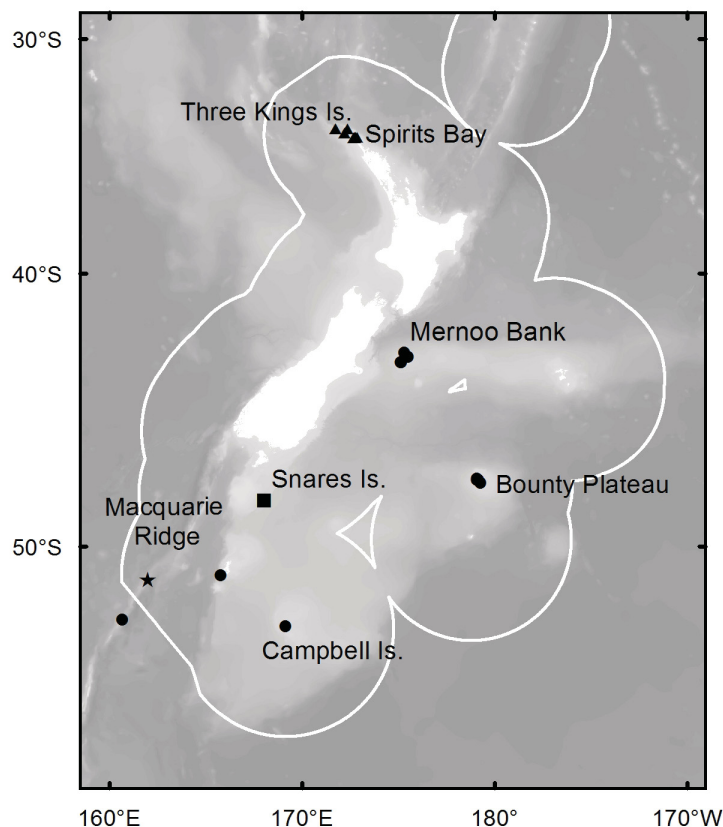 30°S
Three Kings Is.
Spirits Bay
40°S
Mernoo Bank
Snares Is.
Bounty Plateau
Macquarie
Ridge
50°S
Campbell Is.
160°E
170°E
180°
170°W